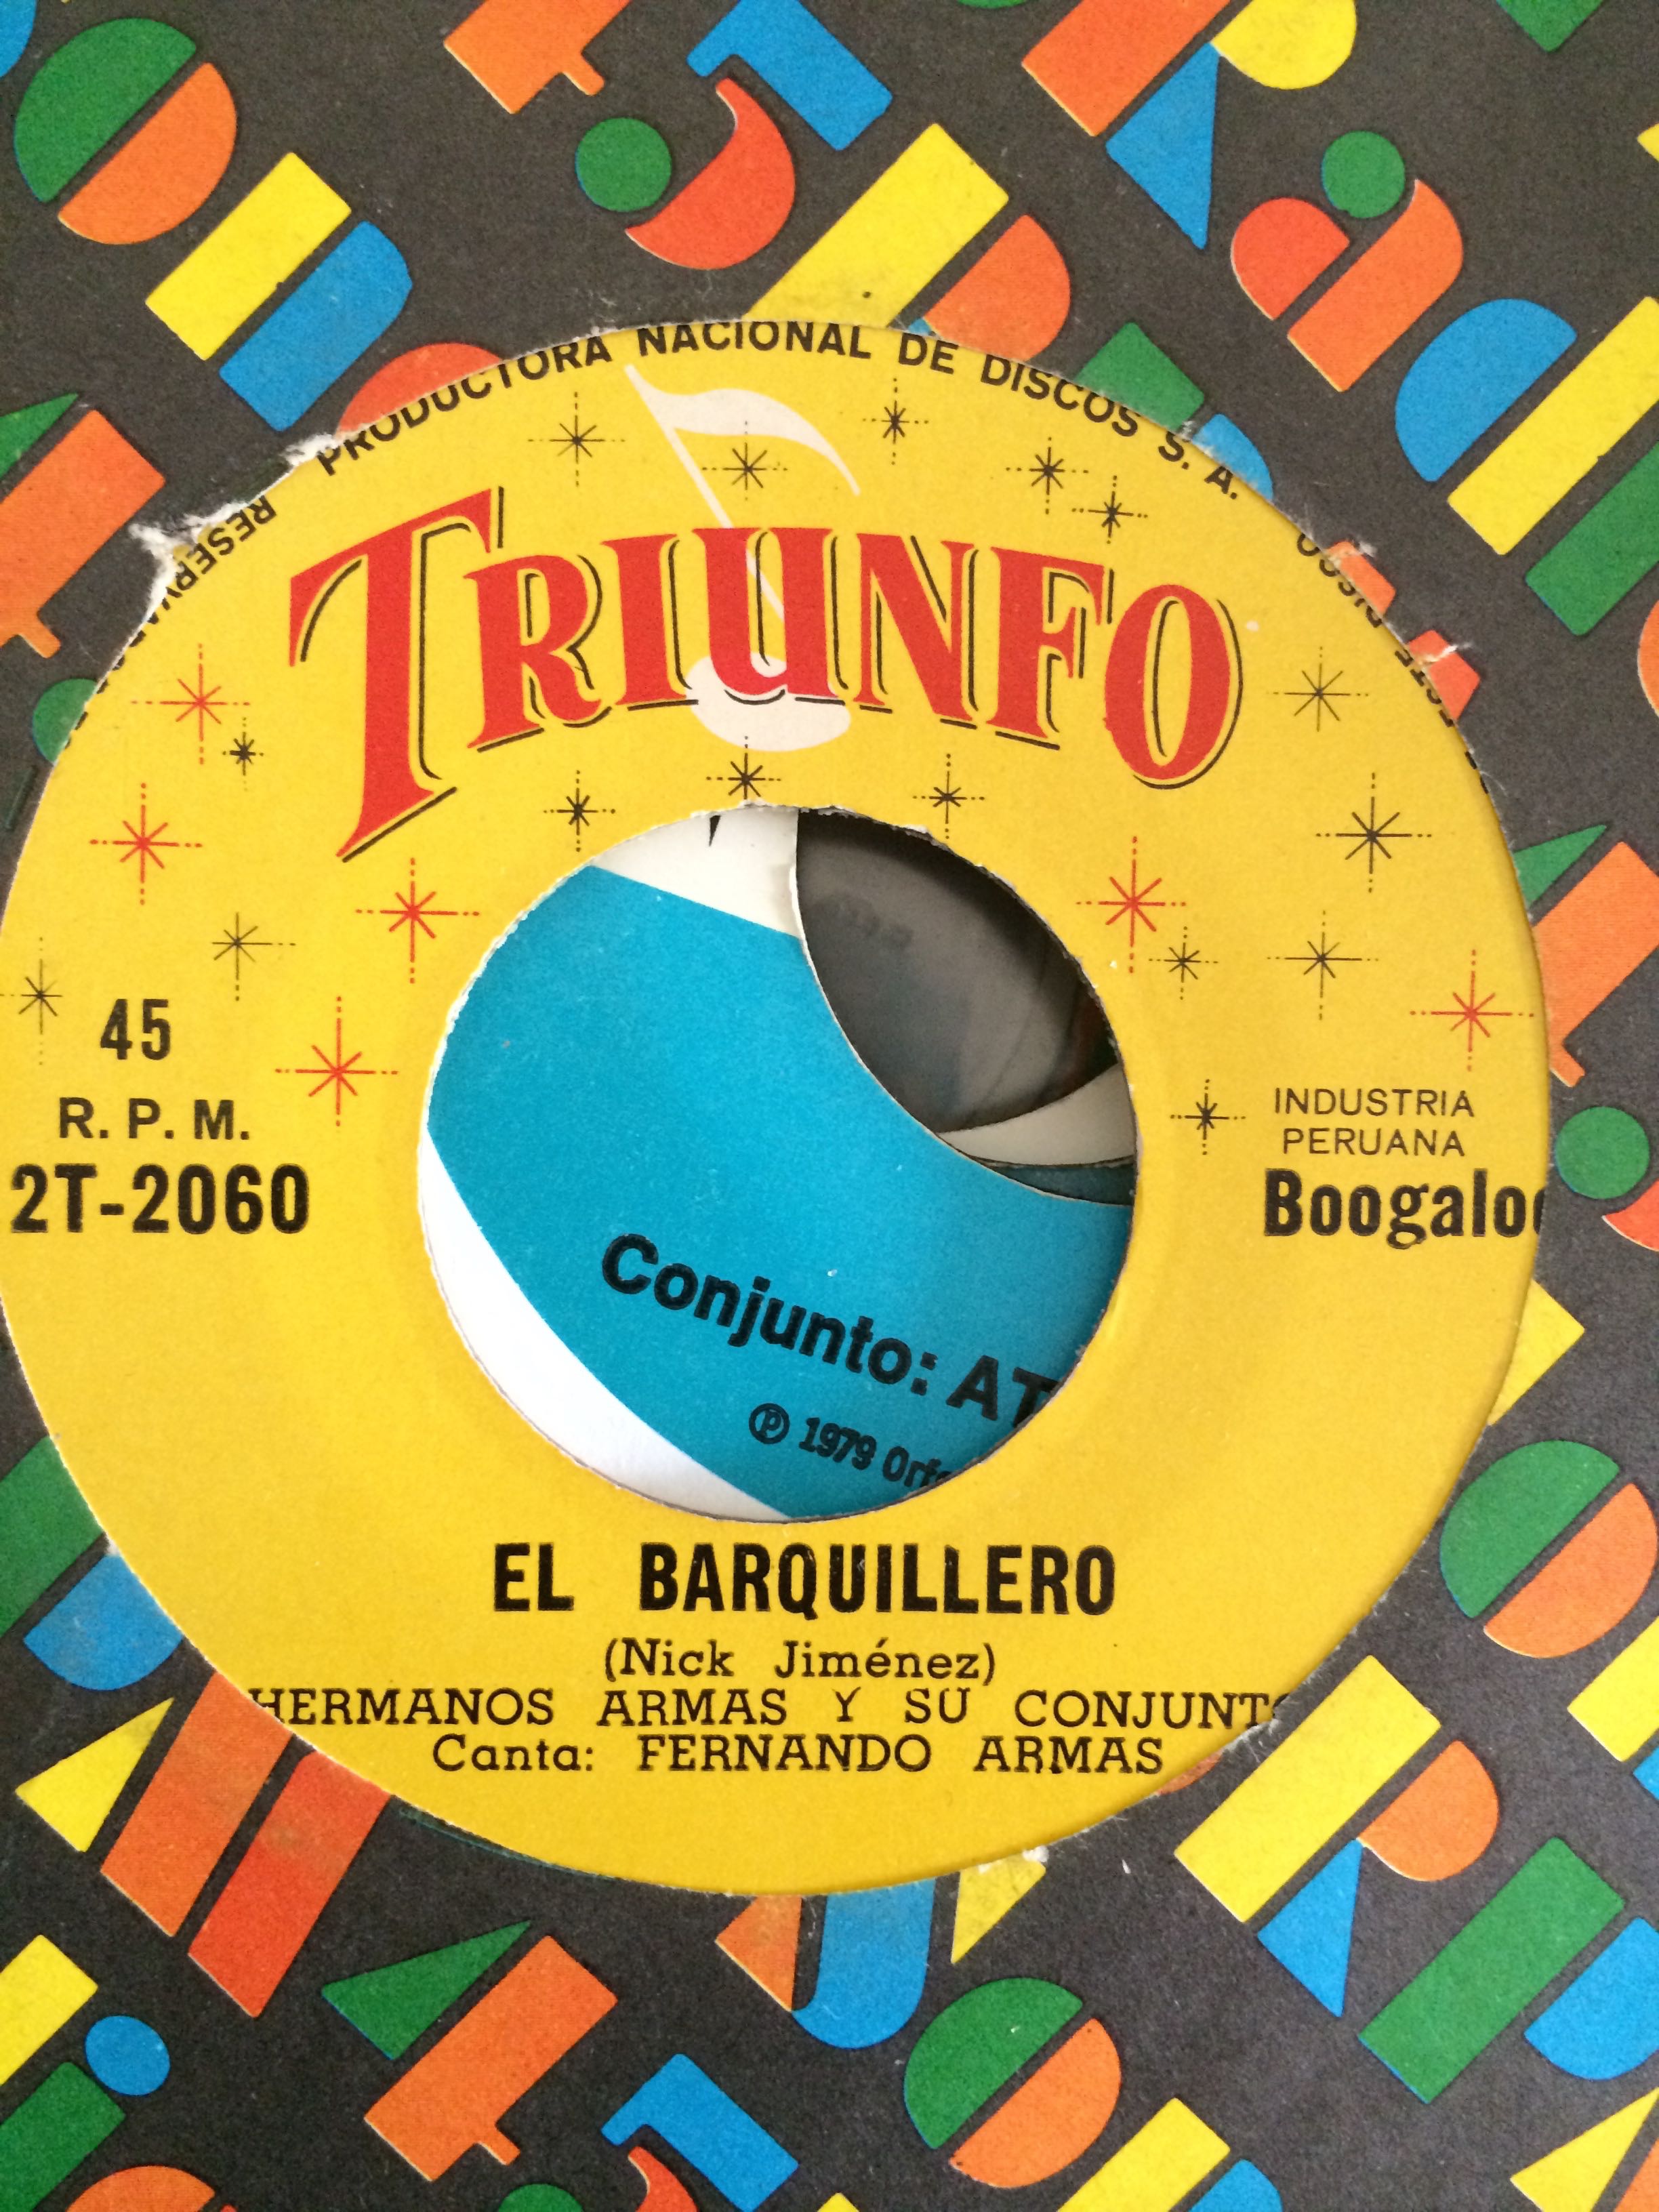 PRODUCTORA NACIONAL DE DISCOS S. A.
TRIUNFO
45
R. P. M.
2T-2060
INDUSTRIA
PERUANA
Conjunto:
℗ 1979
EL BARQUILLERO
(Nick Jiménez)
HERMANOS ARMAS Y SU CONJUNTO
Canta: FERNANDO ARMAS